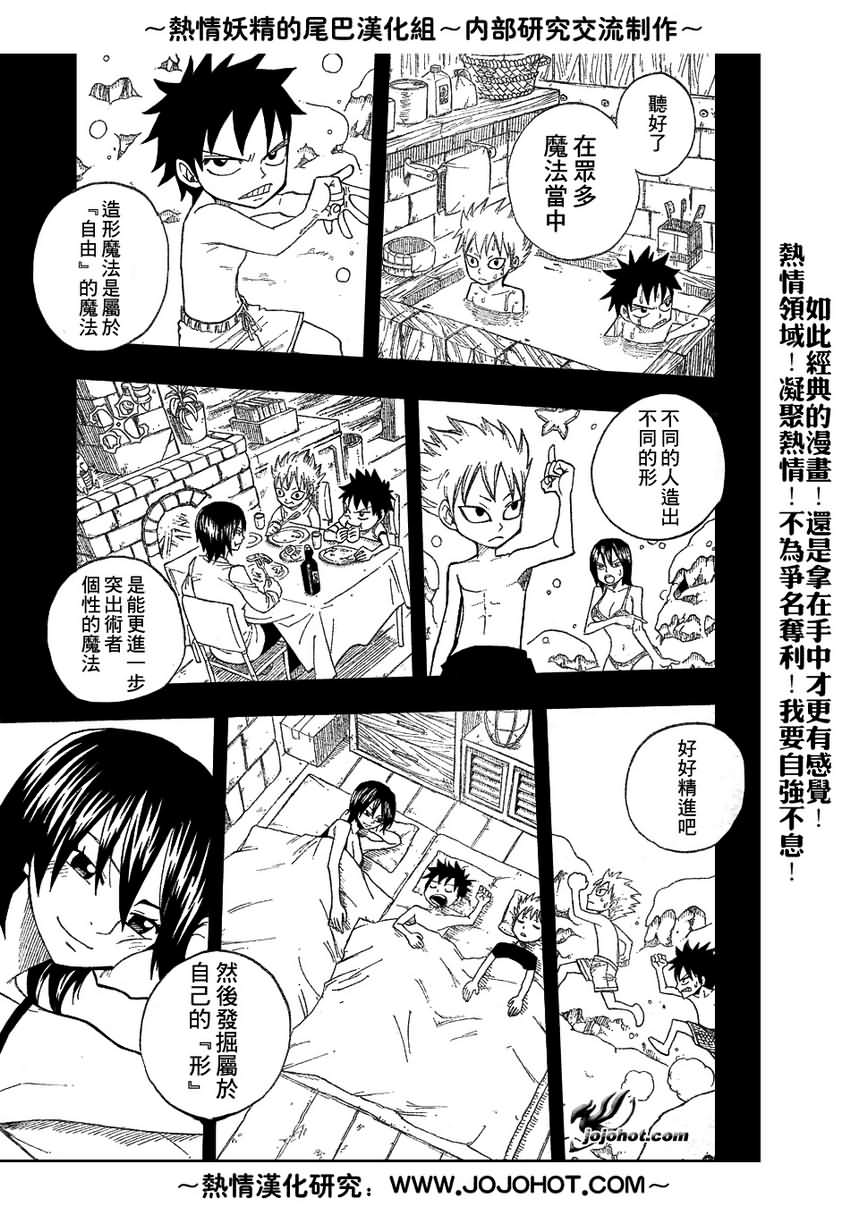 ～熱情妖精的尾巴漢化組～内部研究交流制作～
聽好了
在眾多
魔法當中
造形魔法是屬於
『自由』的魔法
不同的人造出
不同的形
是能更進一步
突出術者
個性的魔法
好好精進吧
然後發掘屬於
自己的『形』
如此經典的漫畫！還是拿在手中才更有感覺！
熱情領域！凝聚熱情！不為爭名奪利！我要自強不息！
jojohot.com
～熱情漢化研究：WWW.JOJOHOT.COM～